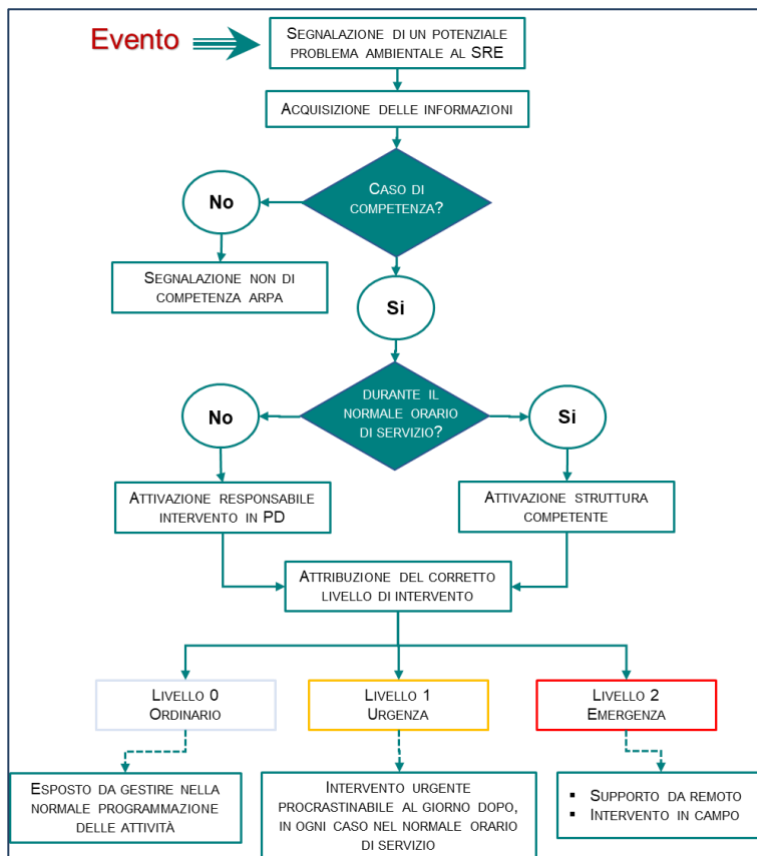 Evento
SEGNALAZIONE DI UN POTENZIALE
PROBLEMA AMBIENTALE AL SRE
ACQUISIZIONE DELLE INFORMAZIONI
CASO DI
COMPETENZA?
No
SEGNALAZIONE NON DI
COMPETENZA ARPA
Si
DURANTE IL
NORMALE ORARIO
DI SERVIZIO?
No
Si
ATTIVAZIONE RESPONSABILE
INTERVENTO IN PD
ATTIVAZIONE STRUTTURA
COMPETENTE
ATTRIBUZIONE DEL CORRETTO
LIVELLO DI INTERVENTO
LIVELLO 0
ORDINARIO
LIVELLO 1
URGENZA
LIVELLO 2
EMERGENZA
ESPOSTO DA GESTIRE NELLA
NORMALE PROGRAMMAZIONE
DELLE ATTIVITÀ
INTERVENTO URGENTE
PROCRASTINABILE AL GIORNO DOPO,
IN OGNI CASO NEL NORMALE ORARIO
DI SERVIZIO
▪ SUPPORTO DA REMOTO
▪ INTERVENTO IN CAMPO